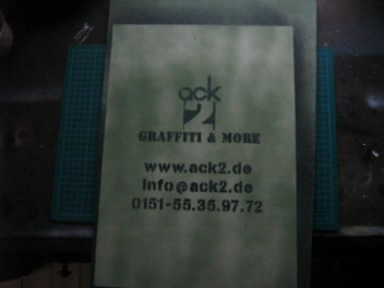 ack
2
GRAFFITI & MORE
www.ack2.de
Info@ack2.de
0151-55.35.97.72